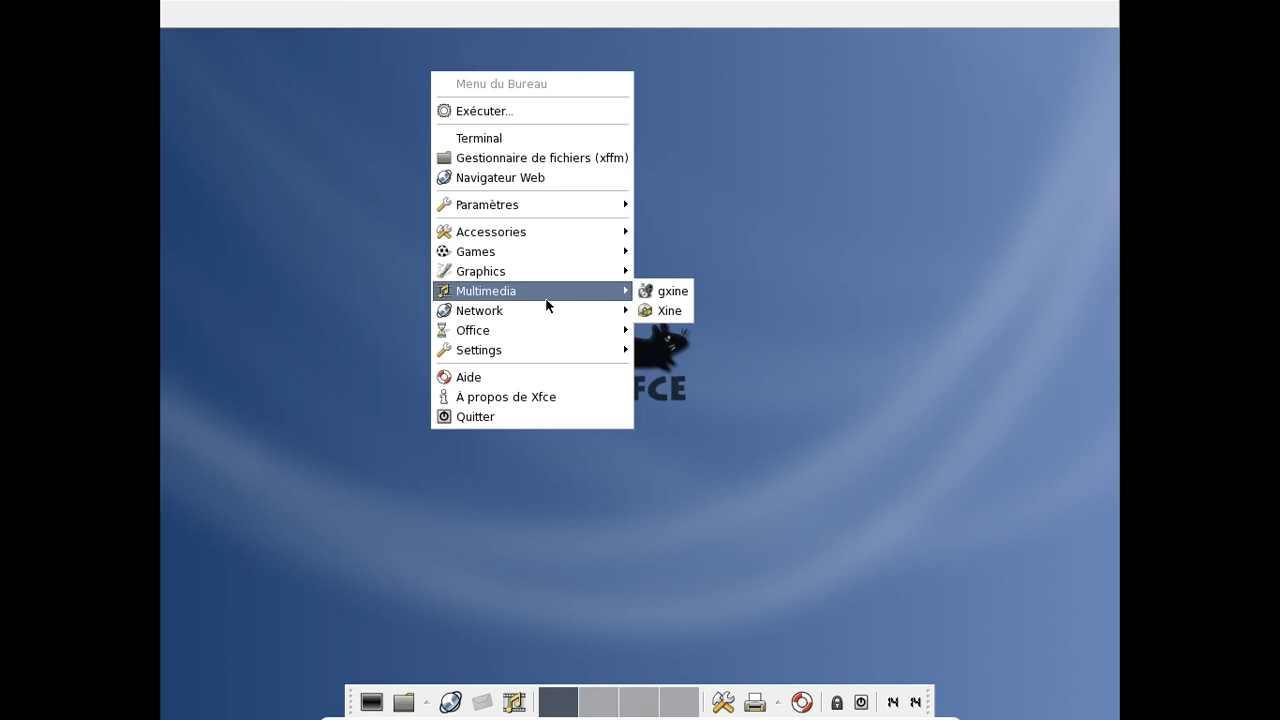 Menu du Bureau
Exécuter...
Terminal
Gestionnaire de fichiers (xffm)
Navigateur Web
Paramètres
Accessories
Games
Graphics
Multimedia
gxine
Network
Xine
Office
Settings
Aide
À propos de Xfce
Quitter
FCE